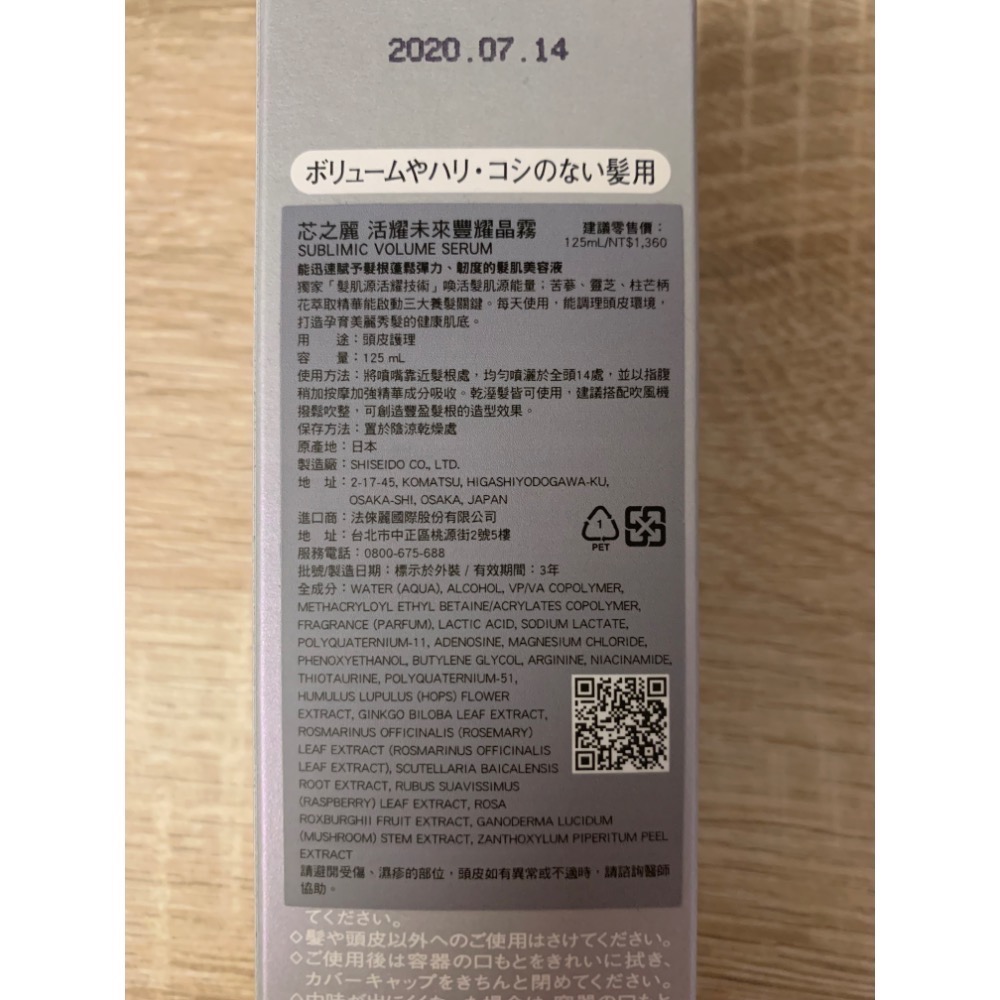 2020.07.14
ボリュームやハリ・コシのない髪用
芯之麗 活耀未來豐耀晶霧
建議零售價：
SUBLIMIC VOLUME SERUM
125mL/NT$1,360
能迅速賦予髮根蓬鬆彈力、韌度的髮肌美容液
獨家「髮肌源活耀技術」喚活髮肌源能量；苦蔘、靈芝、柱芒柄
花萃取精華能啟動三大養髮關鍵。每天使用，能調理頭皮環境，
打造孕育美麗秀髮的健康肌底。
用　　途：頭皮護理
容　　量：125 mL
使用方法：將噴嘴靠近髮根處，均勻噴灑於全頭14處，並以指腹
稍加按摩加強精華成分吸收。乾溼髮皆可使用，建議搭配吹風機
撥鬆吹整，可創造豐盈髮根的造型效果。
保存方法：置於陰涼乾燥處
原產地：日本
製造廠：SHISEIDO CO., LTD.
地　址：2-17-45, KOMATSU, HIGASHIYODOGAWA-KU,
OSAKA-SHI, OSAKA, JAPAN
進口商：法徠麗國際股份有限公司
地　址：台北市中正區桃源街2號5樓
1
PET
服務電話：0800-675-688
批號/製造日期：標示於外裝 / 有效期間：3年
全成分：WATER (AQUA), ALCOHOL, VP/VA COPOLYMER,
METHACRYLOYL ETHYL BETAINE/ACRYLATES COPOLYMER,
FRAGRANCE (PARFUM), LACTIC ACID, SODIUM LACTATE,
POLYQUATERNIUM-11, ADENOSINE, MAGNESIUM CHLORIDE,
PHENOXYETHANOL, BUTYLENE GLYCOL, ARGININE, NIACINAMIDE,
THIOTAURINE, POLYQUATERNIUM-51,
HUMULUS LUPULUS (HOPS) FLOWER
EXTRACT, GINKGO BILOBA LEAF EXTRACT,
ROSMARINUS OFFICINALIS (ROSEMARY)
LEAF EXTRACT (ROSMARINUS OFFICINALIS
LEAF EXTRACT), SCUTELLARIA BAICALENSIS
ROOT EXTRACT, RUBUS SUAVISSIMUS
(RASPBERRY) LEAF EXTRACT, ROSA
ROXBURGHII FRUIT EXTRACT, GANODERMA LUCIDUM
(MUSHROOM) STEM EXTRACT, ZANTHOXYLUM PIPERITUM PEEL
EXTRACT
請避開受傷、濕疹的部位，頭皮如有異常或不適時，請諮詢醫師
協助。
てください。
◇髪や頭皮以外へのご使用はさけてください。
◇ご使用後は容器の口もとをきれいに拭き、
カバーキャップをきちんと閉めてください。